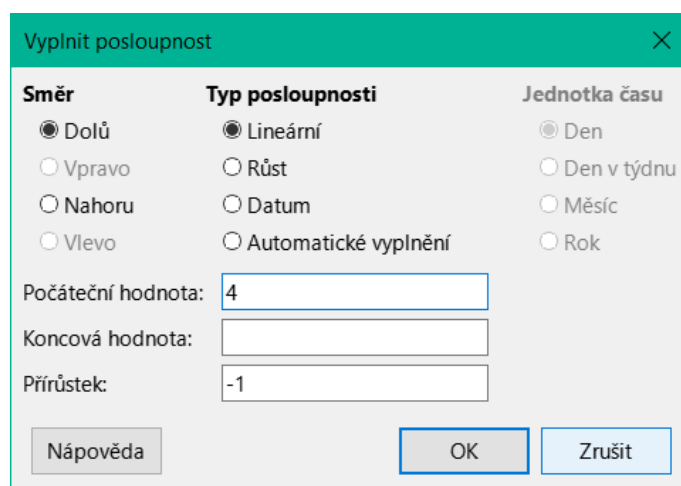 Vyplnit posloupnost
Směr Typ posloupnosti Jednotka času
Dolů Lineární Den
Vpravo Růst Den v týdnu
Nahoru Datum Měsíc
Vlevo Automatické vyplnění Rok
Počáteční hodnota: 4
Koncová hodnota:
Přírůstek: -1
Nápověda OK Zrušit